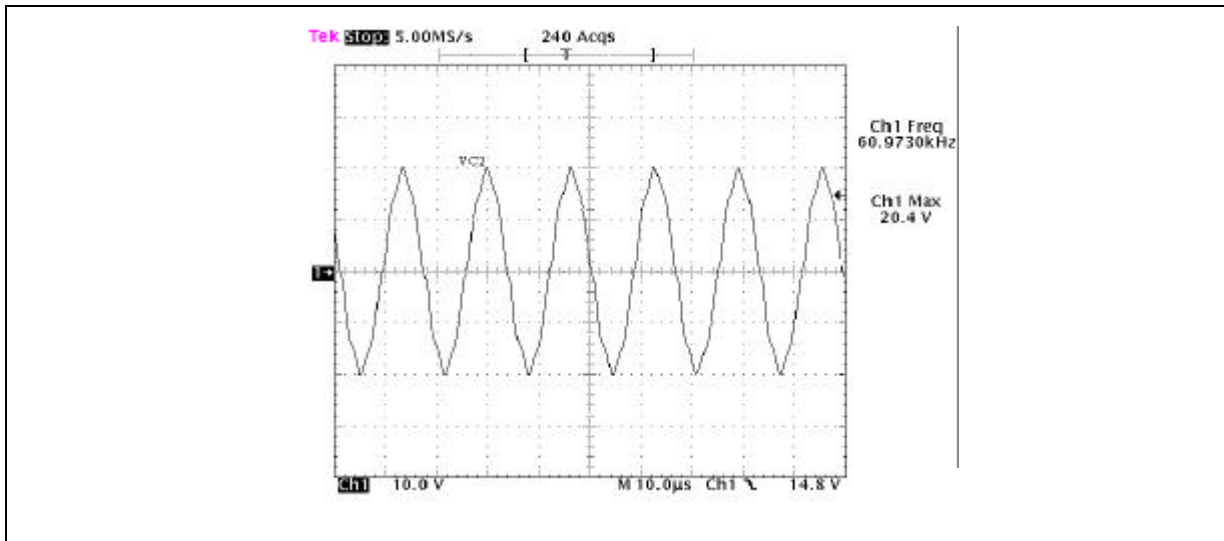 Tek Stop: 5.00MS/s 240 Acqs
[ T ]
Ch1 Freq
60.9730kHz
VC2
Ch1 Max
20.4 V
1→
Ch1 10.0 V M 10.0µs Ch1 14.8 V